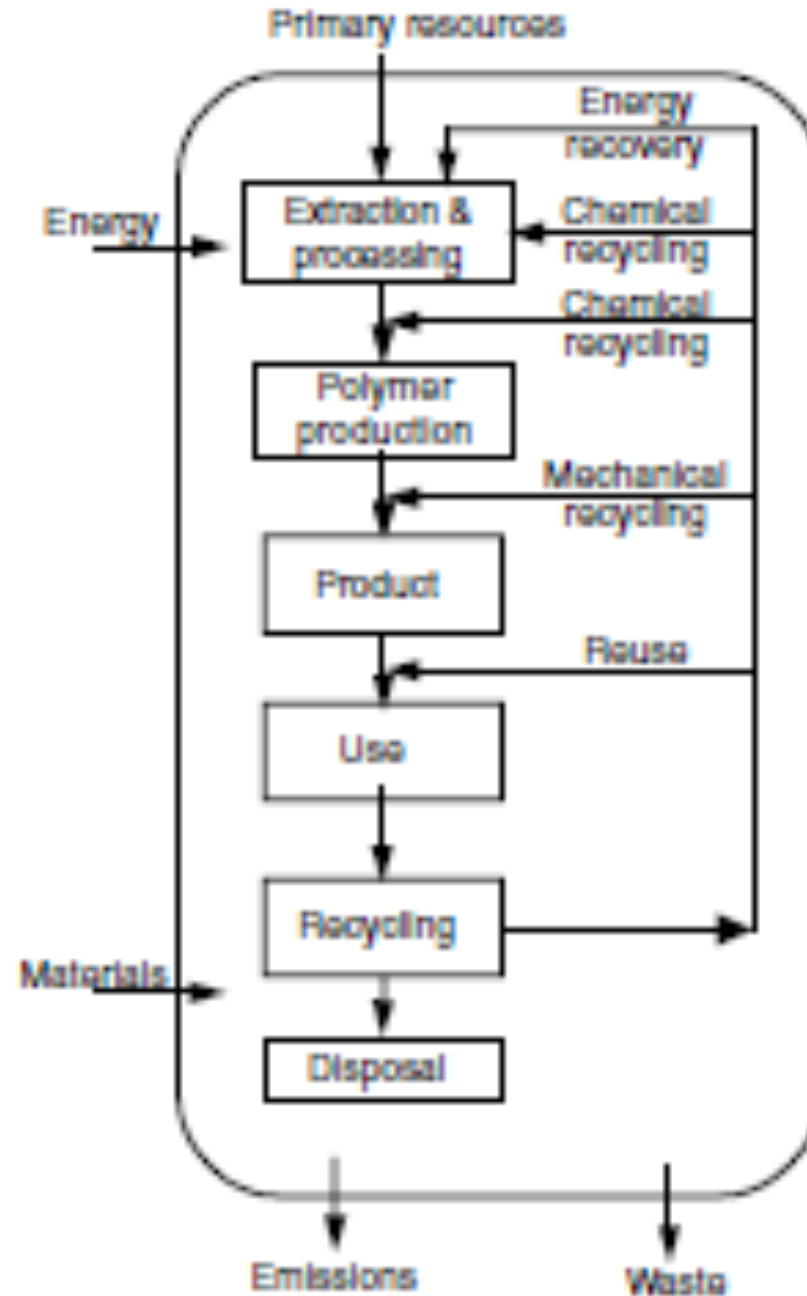 Primary resources
Energy
recovery
Energy
Extraction &
processing
Chemical
recycling
Chemical
recycling
Polymer
production
Mechanical
recycling
Product
Reuse
Use
Recycling
Materials
Disposal
Emissions
Waste